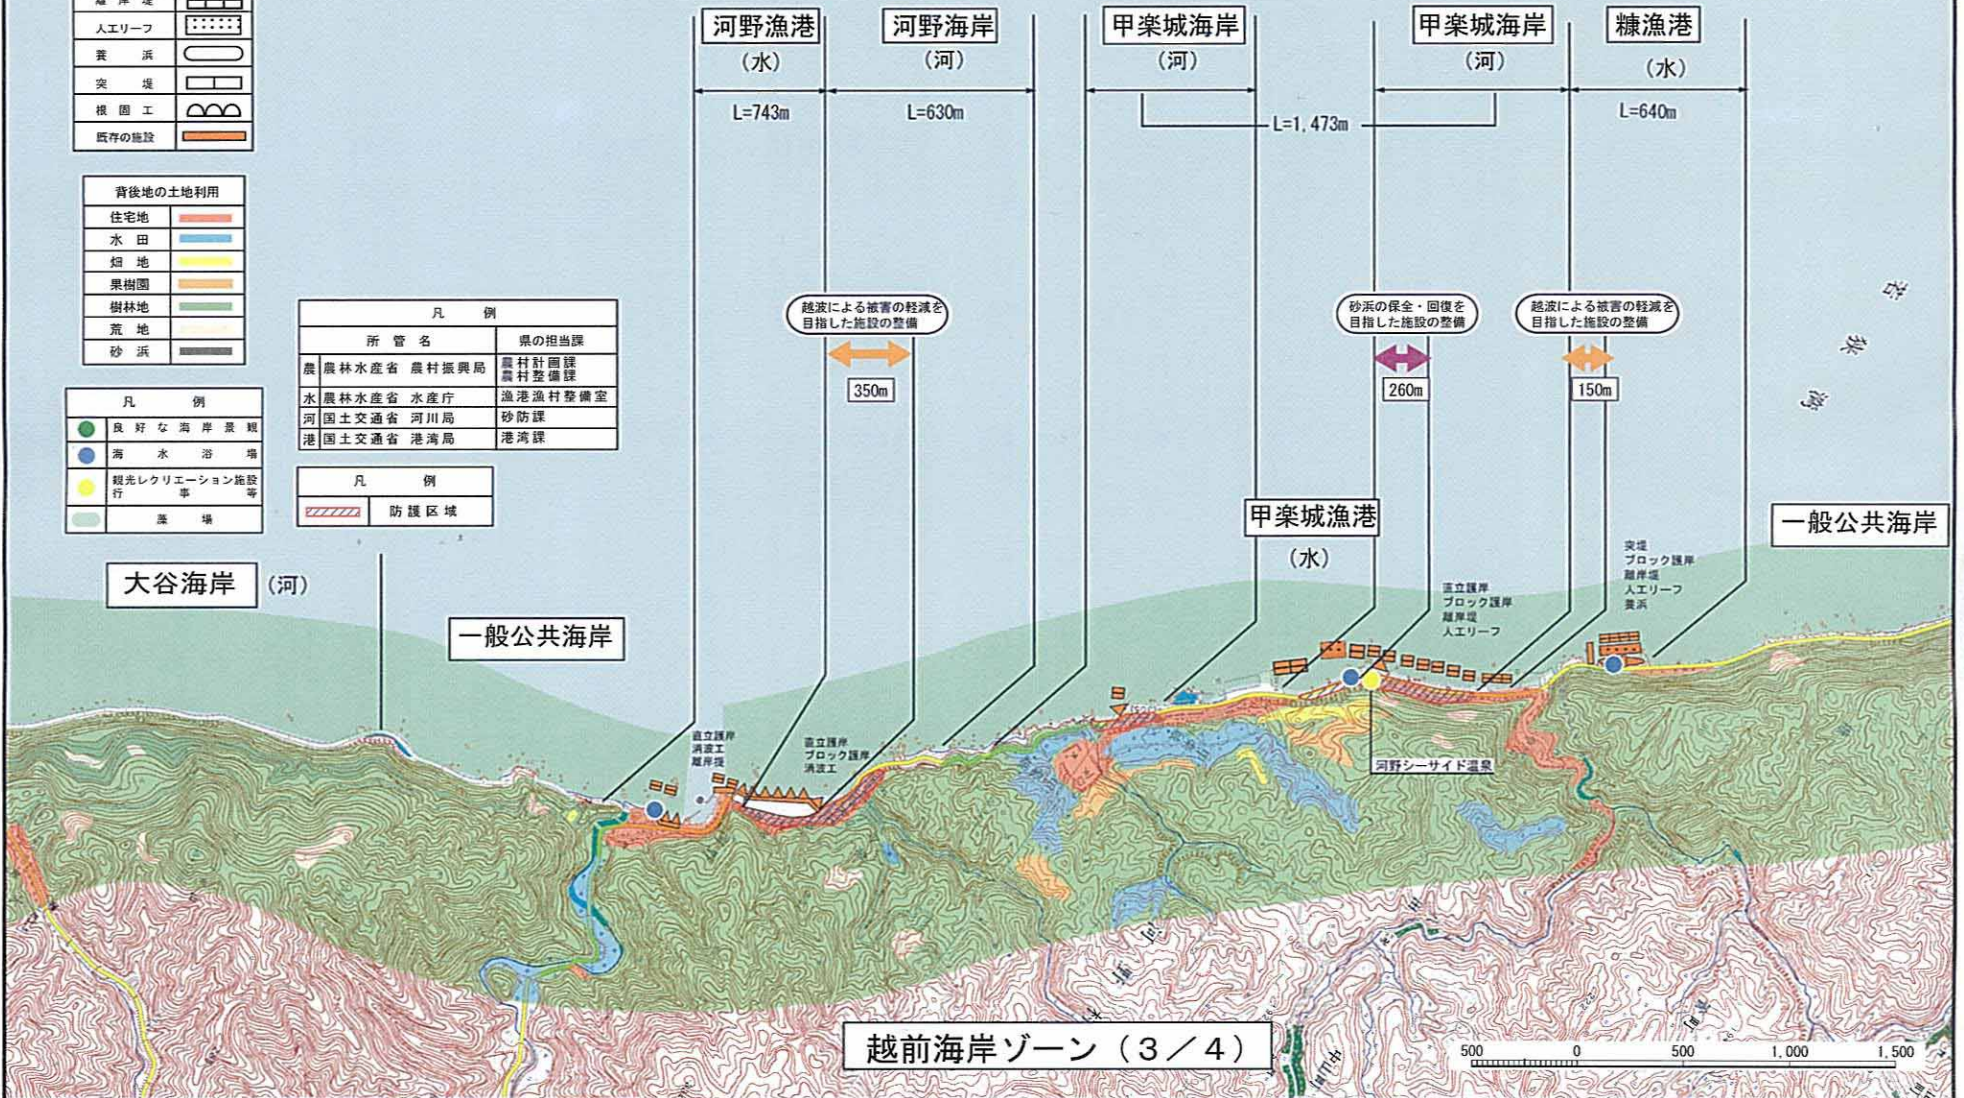 離岸堤
人工リーフ
養浜
突堤
根固工
既存の施設
背後地の土地利用
住宅地
水田
畑地
果樹園
樹林地
荒地
砂浜
凡例
良好な海岸景観
海水浴場
観光レクリエーション施設
行事等
藻場
凡例
所管名 県の担当課
農 農林水産省 農村振興局 農村計画課
農村整備課
水 農林水産省 水産庁 漁港漁村整備室
河 国土交通省 河川局 砂防課
港 国土交通省 港湾局 港湾課
凡例
防護区域
河野漁港
(水)
L=743m
河野海岸
(河)
L=630m
甲楽城海岸
(河)
L=1,473m
甲楽城海岸
(河)
糠漁港
(水)
L=640m
越波による被害の軽減を
目指した施設の整備
350m
砂浜の保全・回復を
目指した施設の整備
260m
越波による被害の軽減を
目指した施設の整備
150m
若
狭
湾
甲楽城漁港
(水)
一般公共海岸
大谷海岸 (河)
一般公共海岸
直立護岸
消波工
離岸堤
直立護岸
ブロック護岸
消波工
直立護岸
ブロック護岸
離岸堤
人工リーフ
突堤
ブロック護岸
離岸堤
人工リーフ
養浜
河野シーサイド温泉
河
野
村
越前海岸ゾーン(3/4)
500 0 500 1,000 1,500